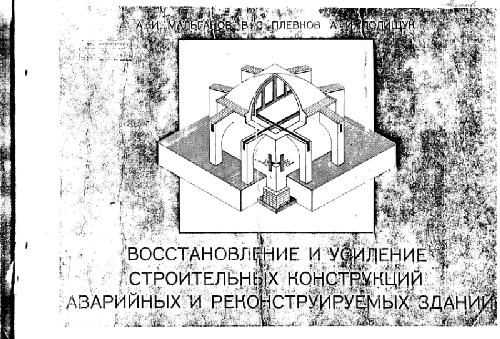 А. И. МАЛЬГАНОВ В. С. ПЛЕВКОВ А. И. ПОЛИЩУК
ВОССТАНОВЛЕНИЕ И УСИЛЕНИЕ
СТРОИТЕЛЬНЫХ КОНСТРУКЦИЙ
АВАРИЙНЫХ И РЕКОНСТРУИРУЕМЫХ ЗДАНИЙ